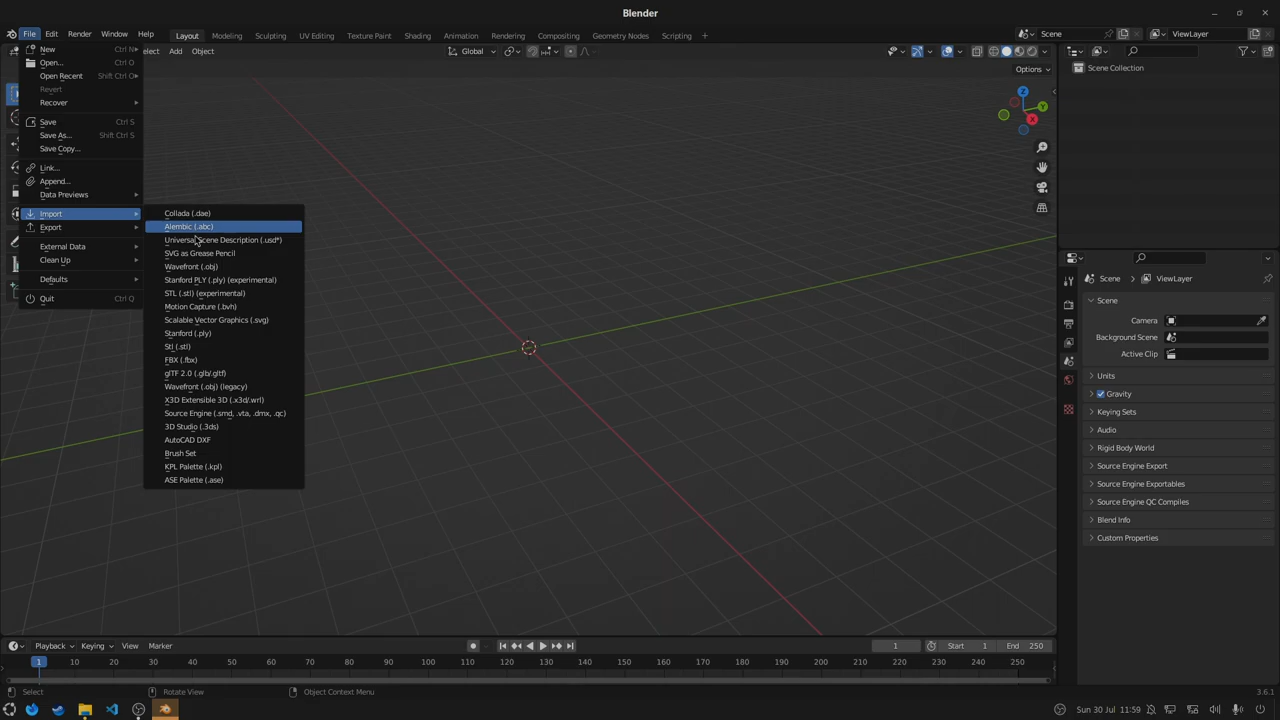 Blender
File Edit Render Window Help Layout Modeling Sculpting UV Editing Texture Paint Shading Animation Rendering Compositing Geometry Nodes Scripting + Scene ViewLayer
New Ctrl N
Open... Ctrl O
Open Recent Shift Ctrl O
Revert
Recover
Save Ctrl S
Save As... Shift Ctrl S
Save Copy...
Link...
Append...
Data Previews
Import
Export
External Data
Clean Up
Defaults
Quit Ctrl Q
Collada (.dae)
Alembic (.abc)
Universal Scene Description (.usd*)
SVG as Grease Pencil
Wavefront (.obj)
Stanford PLY (.ply) (experimental)
STL (.stl) (experimental)
Motion Capture (.bvh)
Scalable Vector Graphics (.svg)
Stanford (.ply)
Stl (.stl)
FBX (.fbx)
glTF 2.0 (.glb/.gltf)
Wavefront (.obj) (legacy)
X3D Extensible 3D (.x3d/.wrl)
Source Engine (.smd, .vta, .dmx, .qc)
3D Studio (.3ds)
AutoCAD DXF
Brush Set
KPL Palette (.kpl)
ASE Palette (.ase)
Select Add Object Global
Options
Z
Y
X
Scene Collection
Scene ViewLayer
Scene
Camera
Background Scene
Active Clip
Units
Gravity
Keying Sets
Audio
Rigid Body World
Source Engine Export
Source Engine Exportables
Source Engine QC Compiles
Blend Info
Custom Properties
Playback Keying View Marker 1 Start 1 End 250
1 10 20 30 40 50 60 70 80 90 100 110 120 130 140 150 160 170 180 190 200 210 220 230 240 250
Select Rotate View Object Context Menu 3.6.1
Sun 30 Jul 11:59